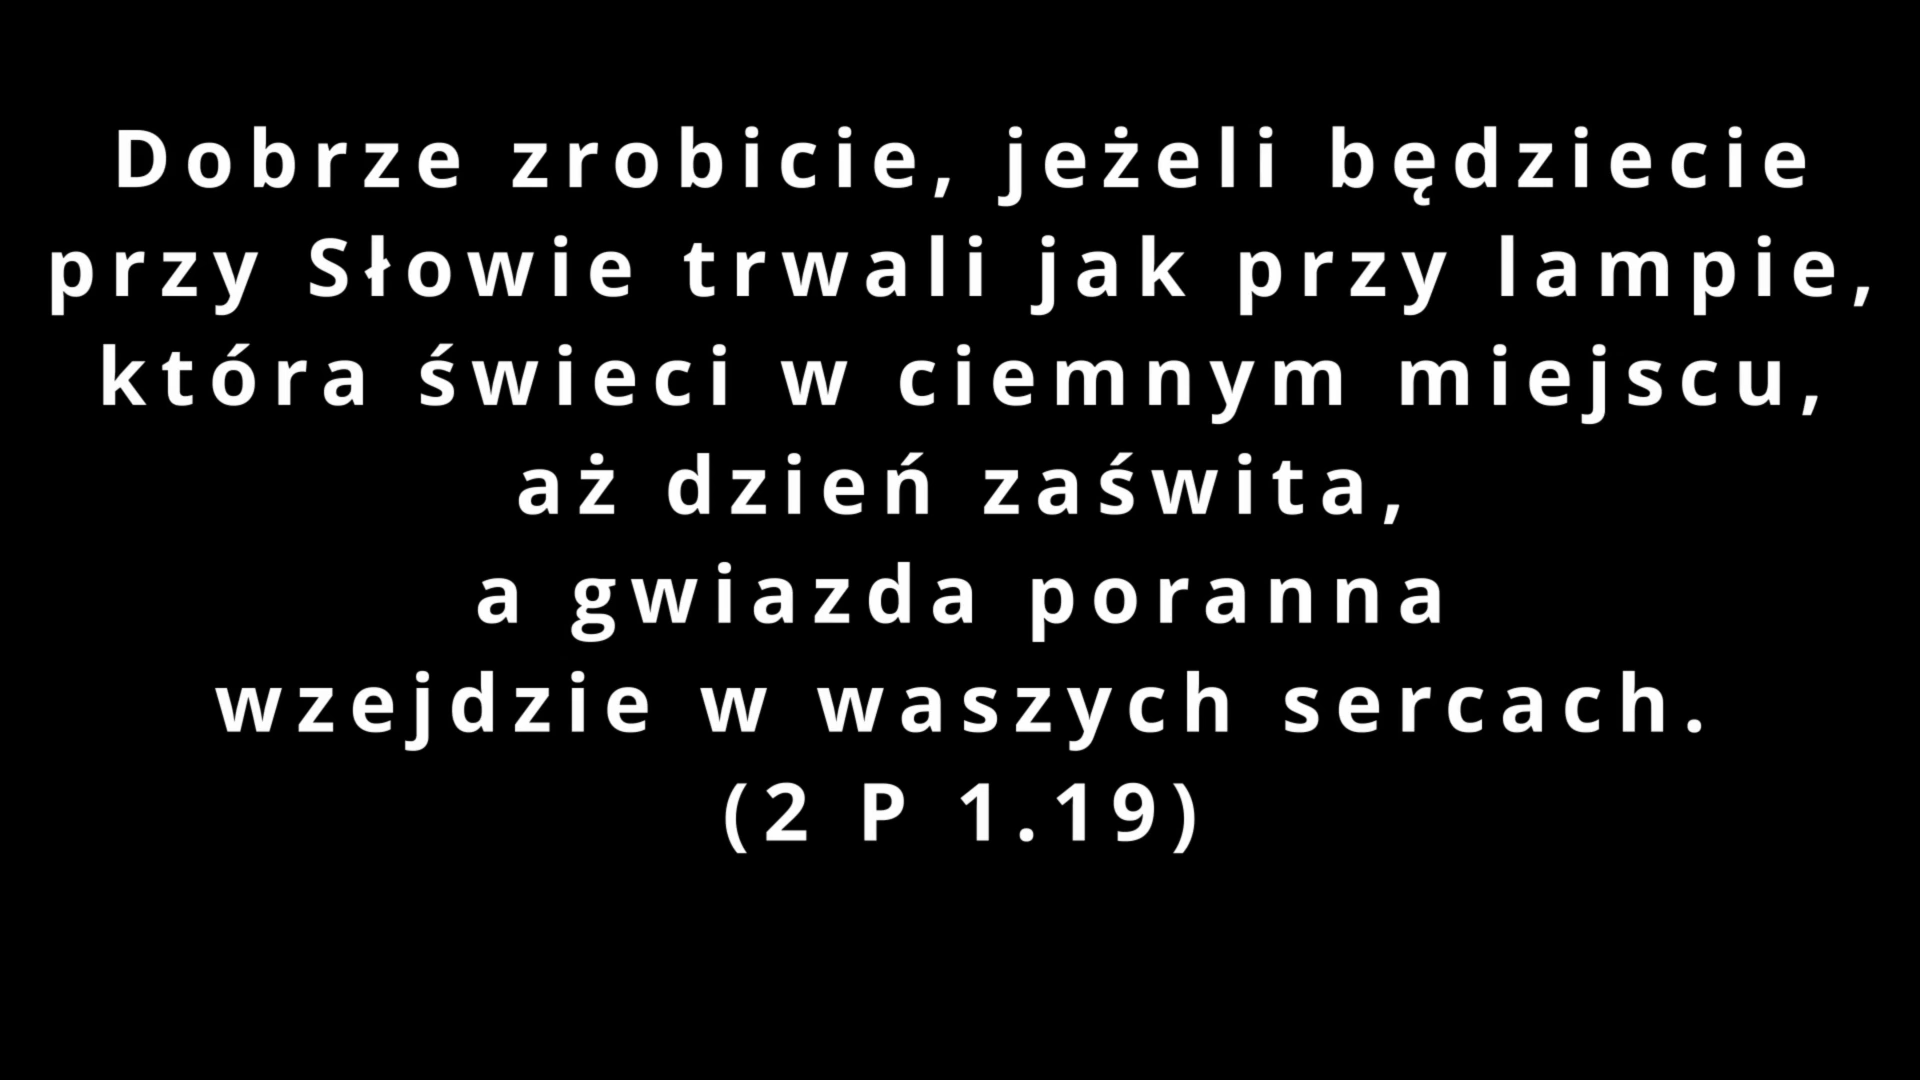 Dobrze zrobicie, jeżeli będziecie
przy Słowie trwali jak przy lampie,
która świeci w ciemnym miejscu,
aż dzień zaświta,
a gwiazda poranna
wzejdzie w waszych sercach.
(2 P 1.19)